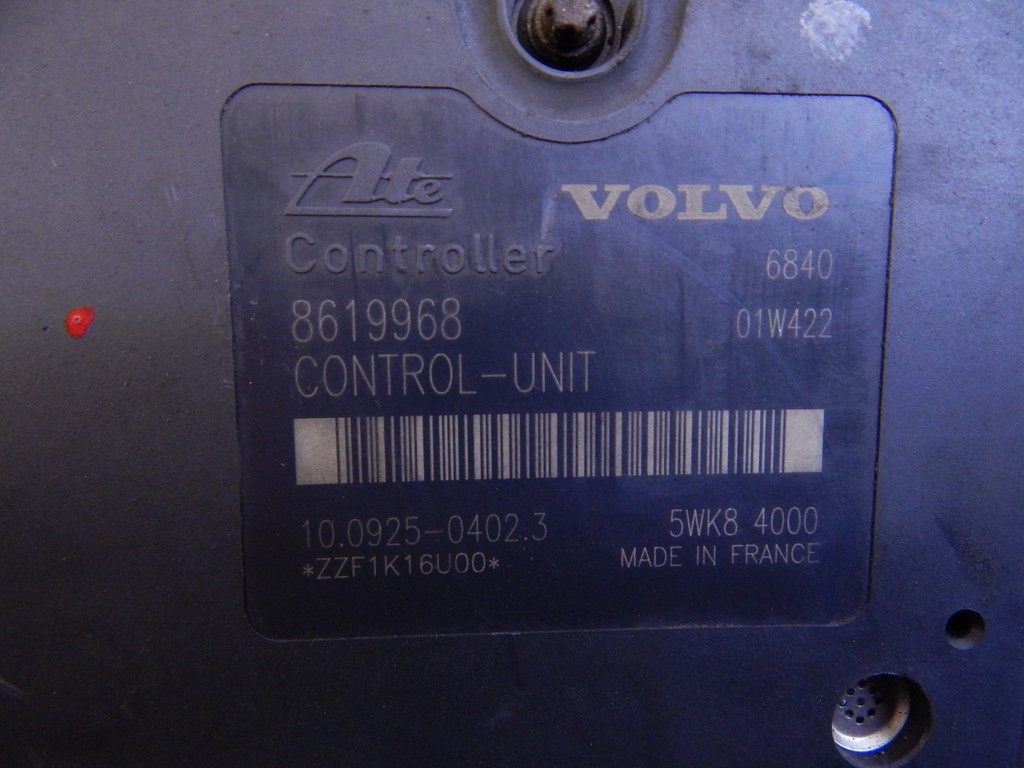 Ate VOLVO
Controller 6840
8619968 01W422
CONTROL-UNIT
10.0925-0402.3 5WK8 4000
*ZZF1K16U00* MADE IN FRANCE